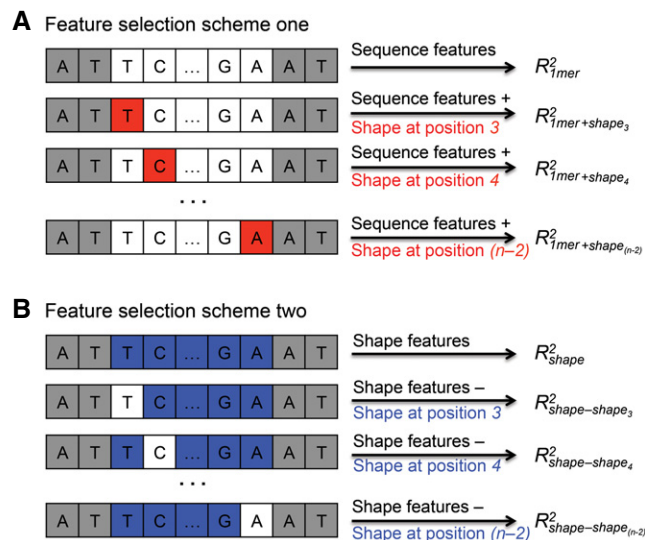 A Feature selection scheme one
A T T C ... G A A T Sequence features R²1mer
A T T C ... G A A T Sequence features + R²1mer+shape3
Shape at position 3
A T T C ... G A A T Sequence features + R²1mer+shape4
Shape at position 4
...
A T T C ... G A A T Sequence features + R²1mer+shape(n-2)
Shape at position (n–2)
B Feature selection scheme two
A T T C ... G A A T Shape features R²shape
A T T C ... G A A T Shape features – R²shape–shape3
Shape at position 3
A T T C ... G A A T Shape features – R²shape–shape4
Shape at position 4
...
A T T C ... G A A T Shape features – R²shape–shape(n-2)
Shape at position (n–2)